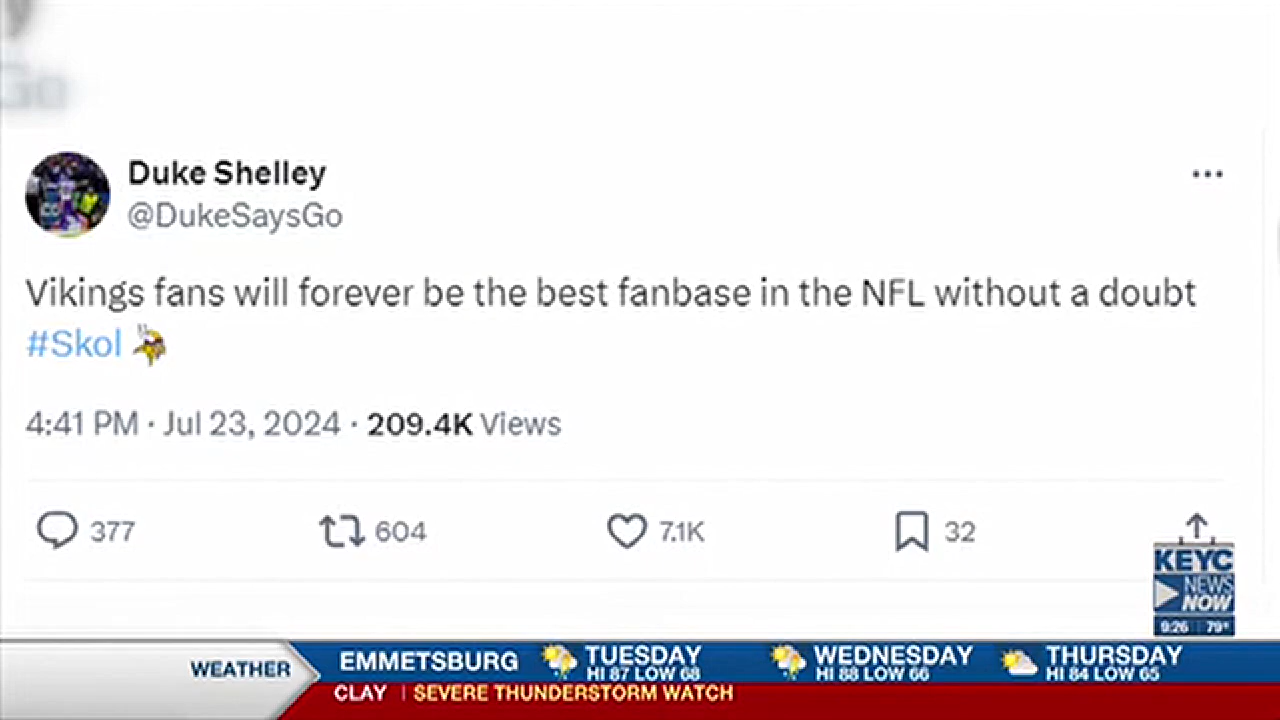 Go
Duke Shelley
@DukeSaysGo
Vikings fans will forever be the best fanbase in the NFL without a doubt
#Skol
4:41 PM · Jul 23, 2024 · 209.4K Views
377 604 7.1K 32
KEYC
NEWS
NOW
9:26 79°
WEATHER
EMMETSBURG TUESDAY WEDNESDAY THURSDAY
HI 87 LOW 68 HI 88 LOW 66 HI 84 LOW 65
CLAY | SEVERE THUNDERSTORM WATCH